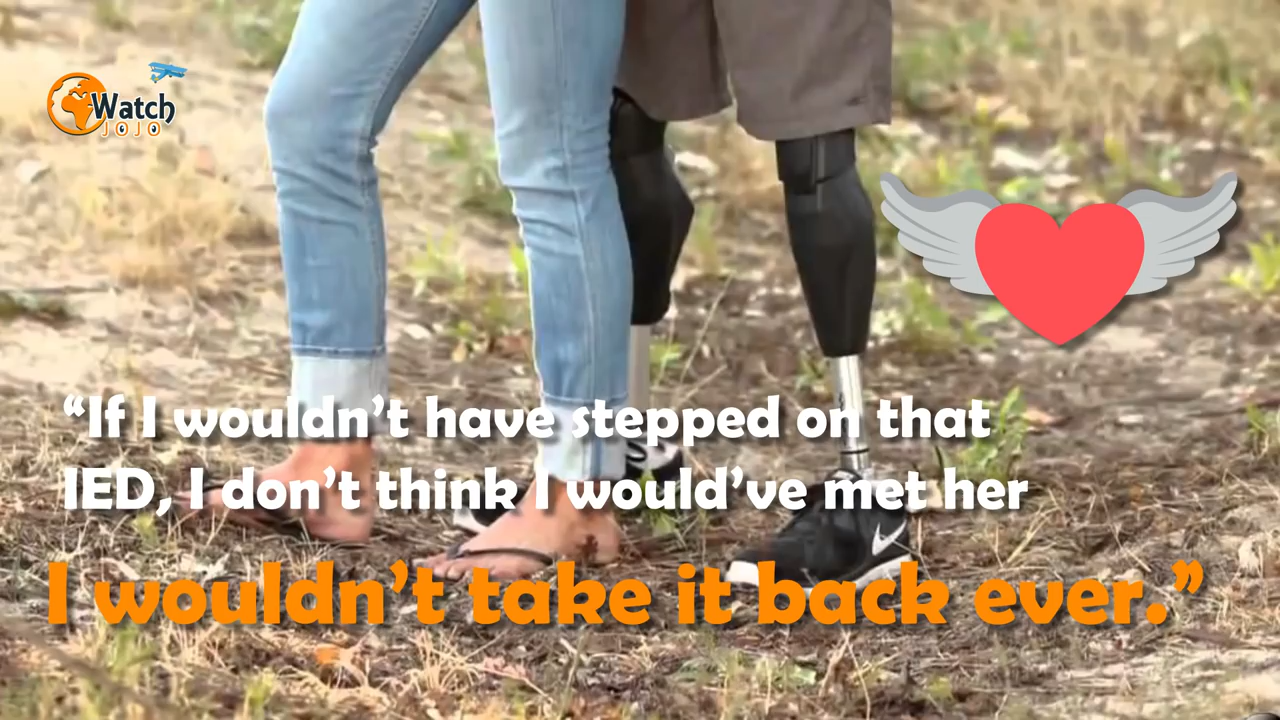 Watch
JOJO
“If I wouldn’t have stepped on that
IED, I don’t think I would’ve met her
I wouldn’t take it back ever.”